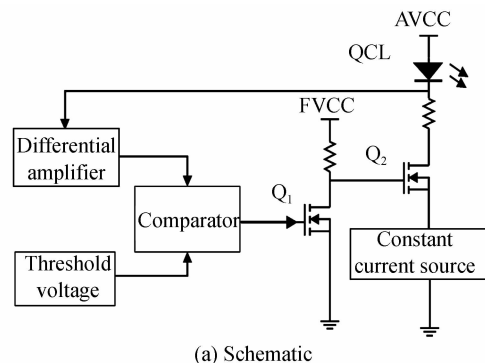 AVCC
QCL
FVCC
Differential
amplifier
Q2
Q1
Comparator
Threshold
voltage
Constant
current source
(a) Schematic